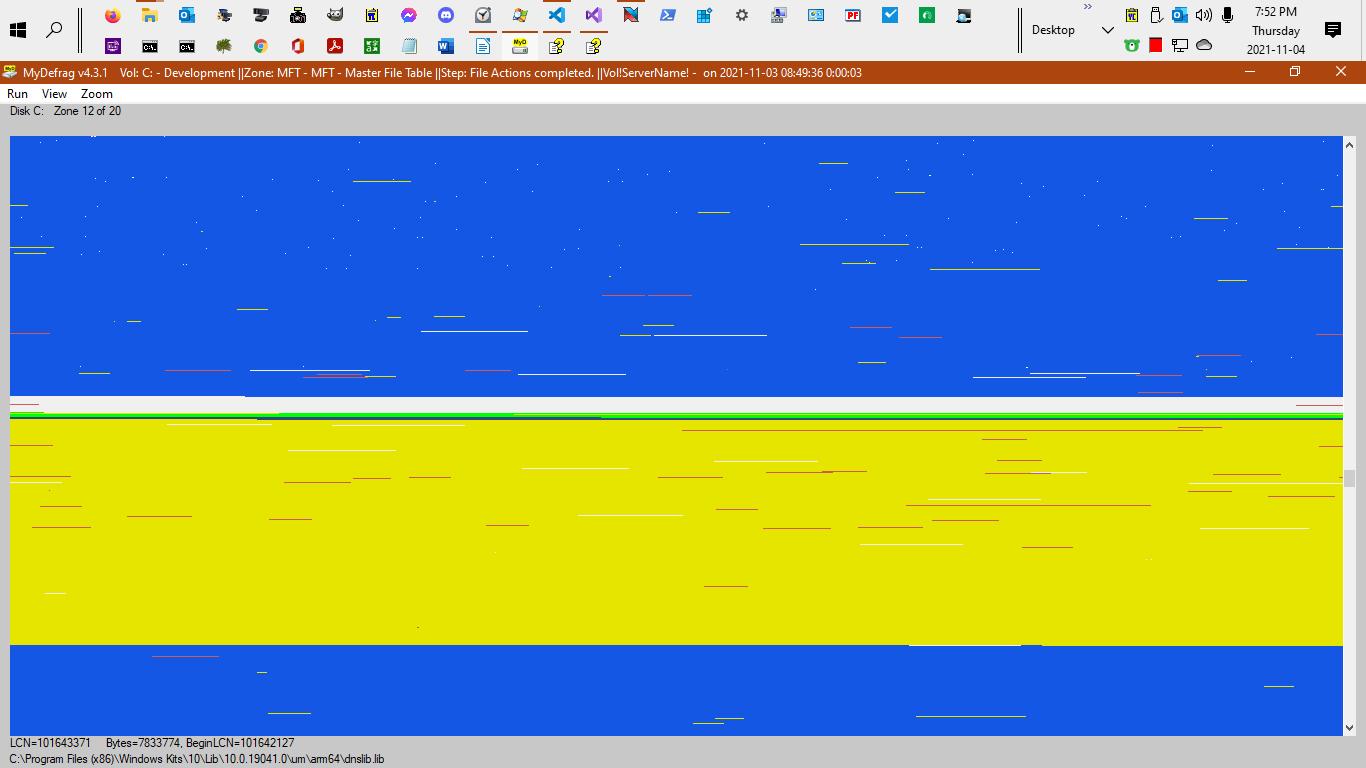 7:52 PM
Desktop
Thursday
2021-11-04
MyDefrag v4.3.1 Vol: C: - Development ||Zone: MFT - MFT - Master File Table ||Step: File Actions completed. ||Vol!ServerName! - on 2021-11-03 08:49:36 0:00:03
Run View Zoom
Disk C: Zone 12 of 20
LCN=101643371 Bytes=7833774, BeginLCN=101642127
C:\Program Files (x86)\Windows Kits\10\Lib\10.0.19041.0\um\arm64\dnslib.lib